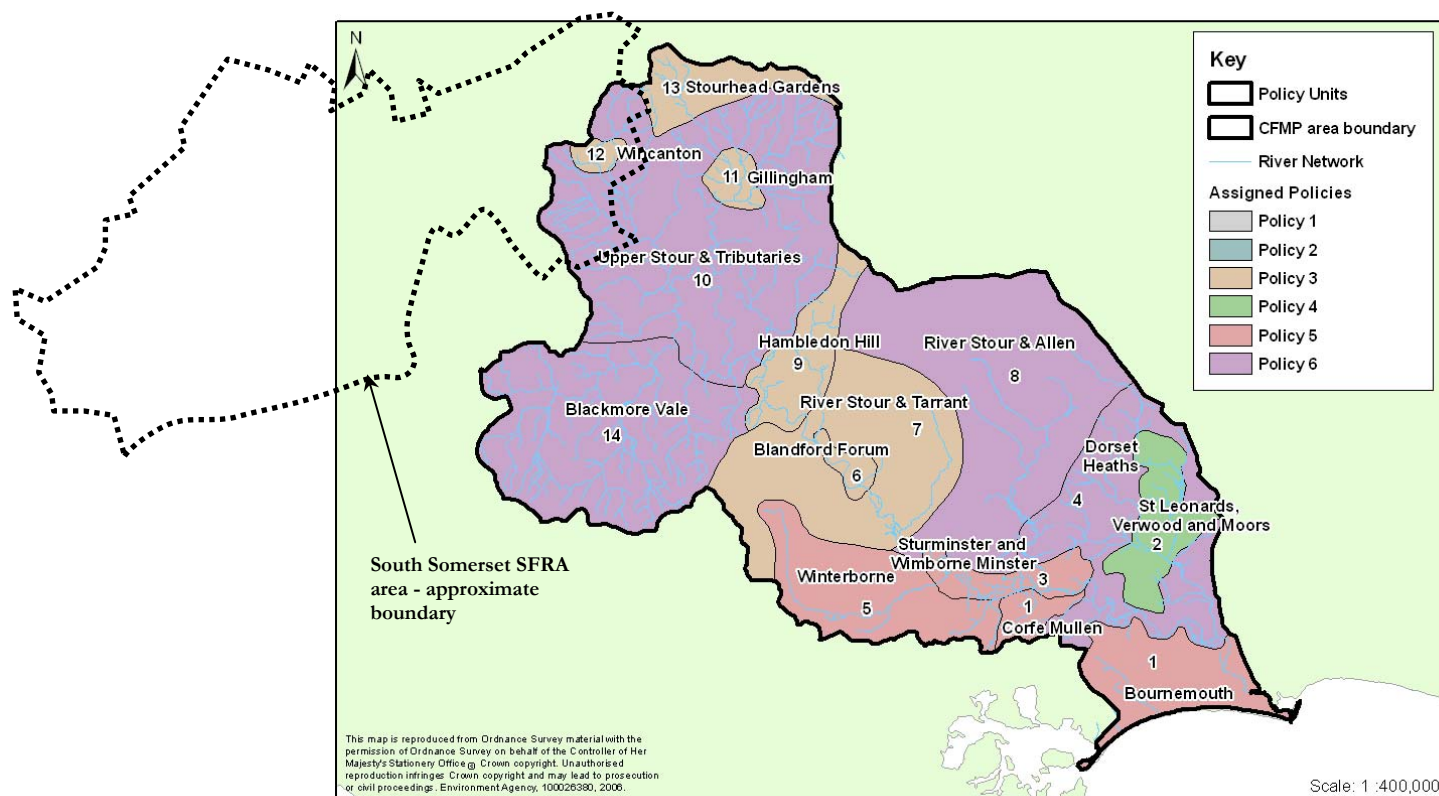 N
13 Stourhead Gardens
12 Wincanton
11 Gillingham
Upper Stour & Tributaries
10
Hambledon Hill
9
River Stour & Allen
8
River Stour & Tarrant
7
Blackmore Vale
14
Blandford Forum
6
Dorset
Heaths
4
St Leonards,
Verwood and Moors
2
Sturminster and
Wimborne Minster
3
Winterborne
5
1
Corfe Mullen
1
Bournemouth
South Somerset SFRA
area - approximate
boundary
Key
Policy Units
CFMP area boundary
River Network
Assigned Policies
Policy 1
Policy 2
Policy 3
Policy 4
Policy 5
Policy 6
This map is reproduced from Ordnance Survey material with the
permission of Ordnance Survey on behalf of the Controller of Her
Majesty's Stationery Office @ Crown copyright. Unauthorised
reproduction infringes Crown copyright and may lead to prosecution
or civil proceedings. Environment Agency, 100026380, 2006.
Scale: 1 :400,000